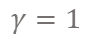 γ = 1